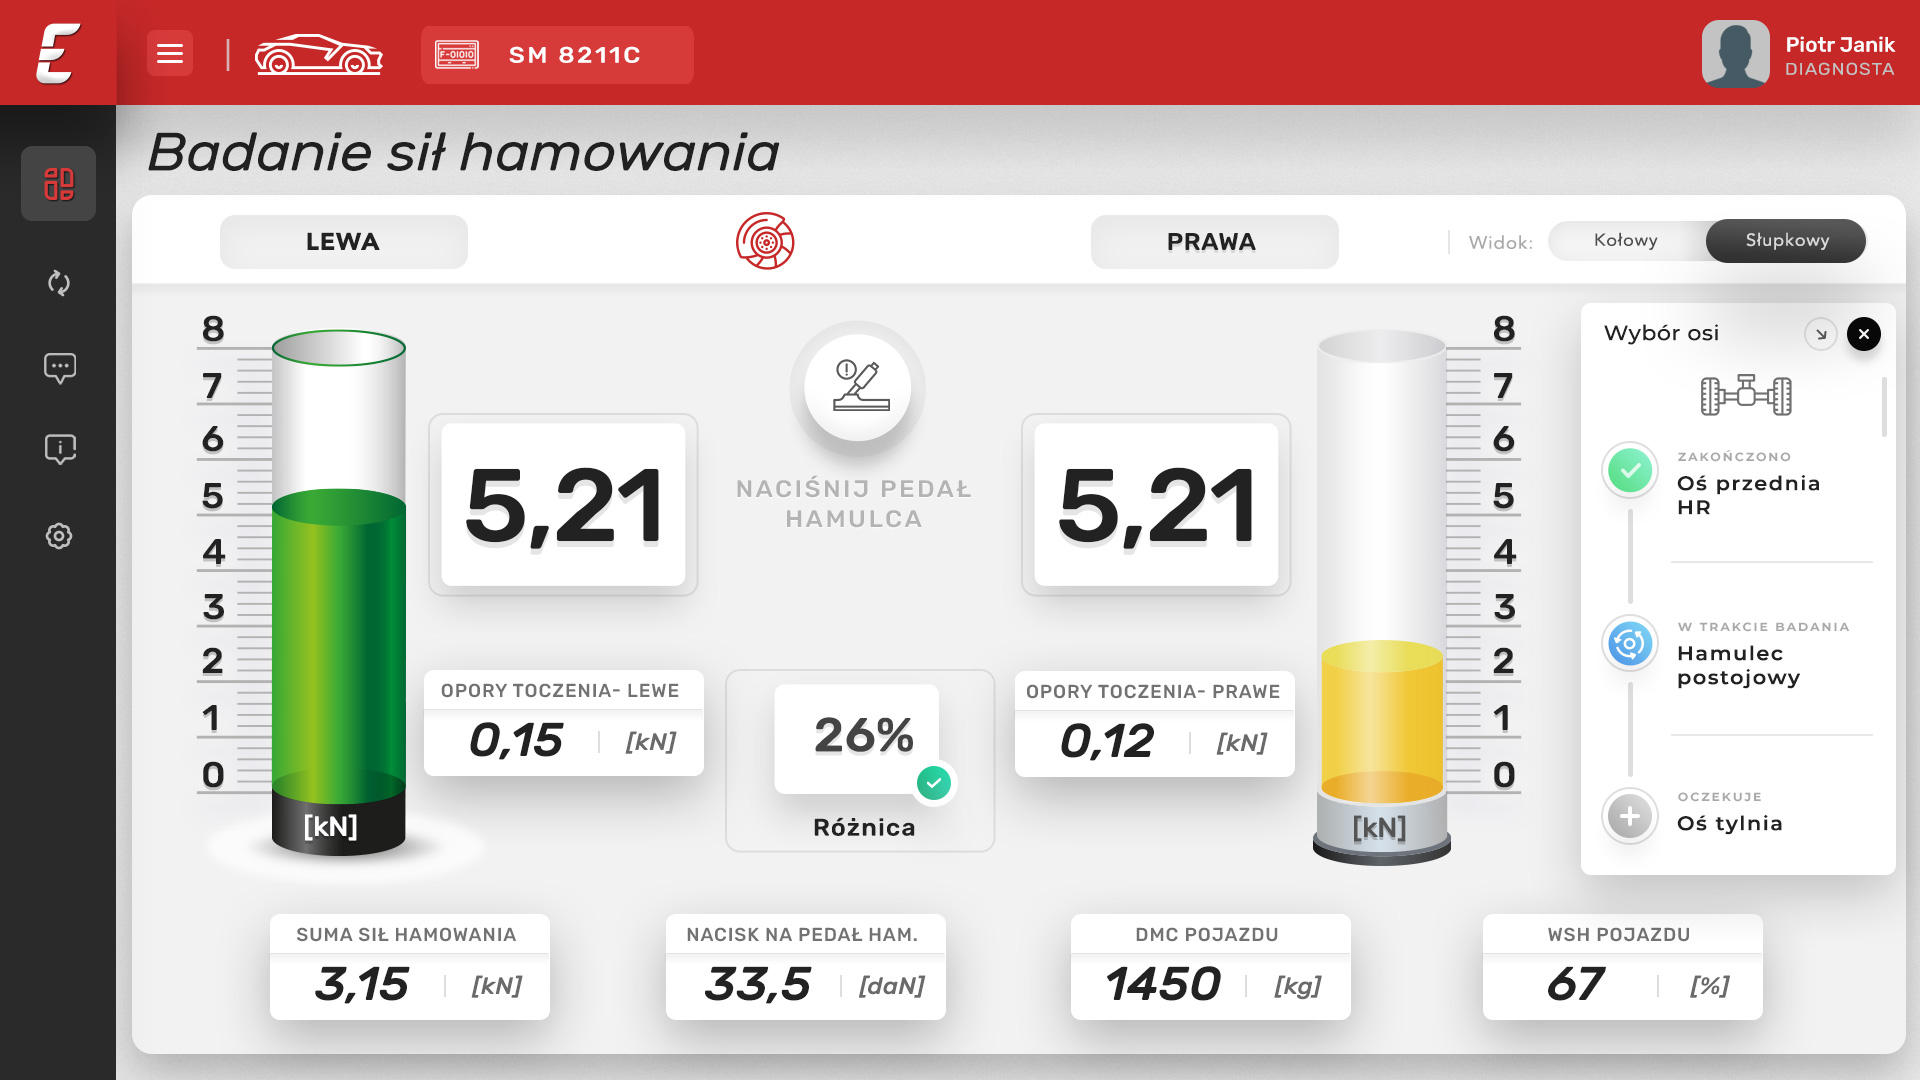 E
F-01010
SM 8211C
Piotr Janik
DIAGNOSTA
Badanie sił hamowania
LEWA
PRAWA
Widok:
Kołowy
Słupkowy
8
7
6
5
4
3
2
1
0
[kN]
5,21
NACIŚNIJ PEDAŁ
HAMULCA
5,21
OPORY TOCZENIA- LEWE
0,15
[kN]
26%
Różnica
OPORY TOCZENIA- PRAWE
0,12
[kN]
8
7
6
5
4
3
2
1
0
[kN]
Wybór osi
ZAKOŃCZONO
Oś przednia
HR
W TRAKCIE BADANIA
Hamulec
postojowy
OCZEKUJE
Oś tylnia
SUMA SIŁ HAMOWANIA
3,15
[kN]
NACISK NA PEDAŁ HAM.
33,5
[daN]
DMC POJAZDU
1450
[kg]
WSH POJAZDU
67
[%]